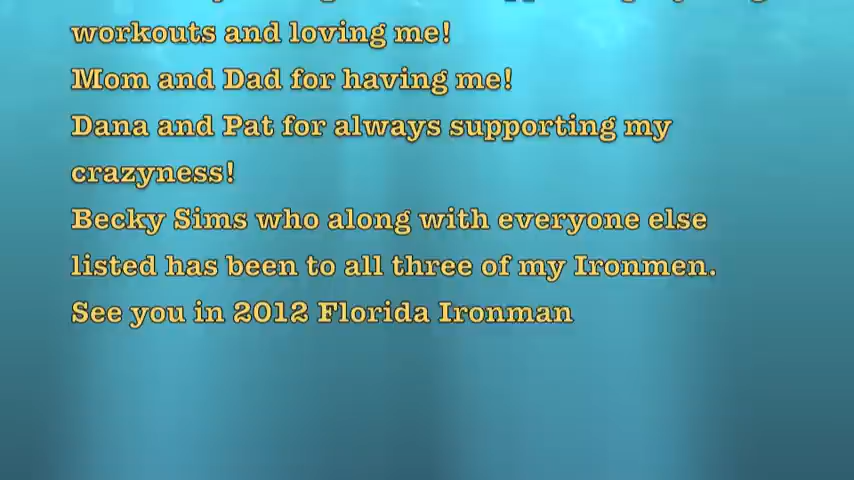 workouts and loving me!
Mom and Dad for having me!
Dana and Pat for always supporting my
crazyness!
Becky Sims who along with everyone else
listed has been to all three of my Ironmen.
See you in 2012 Florida Ironman